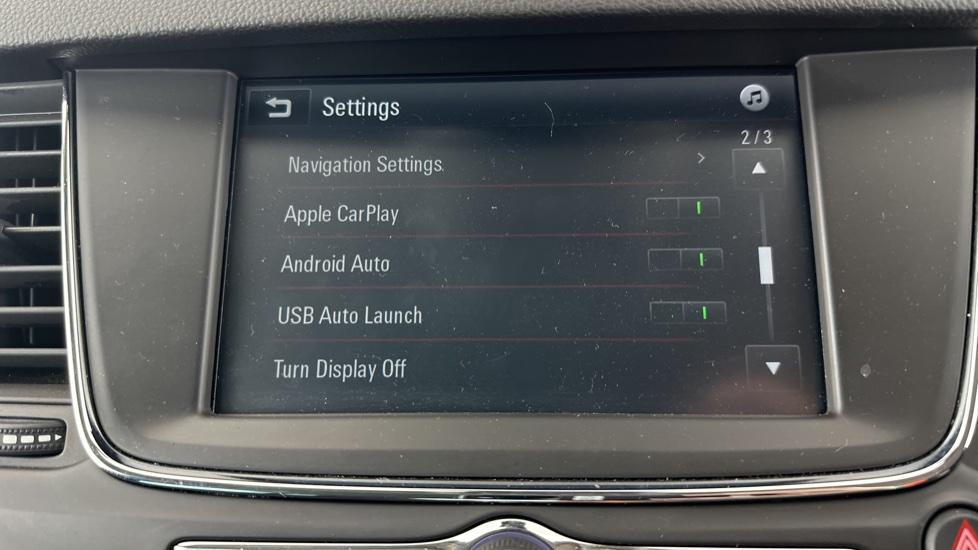 Settings
2/3
Navigation Settings
Apple CarPlay
Android Auto
USB Auto Launch
Turn Display Off